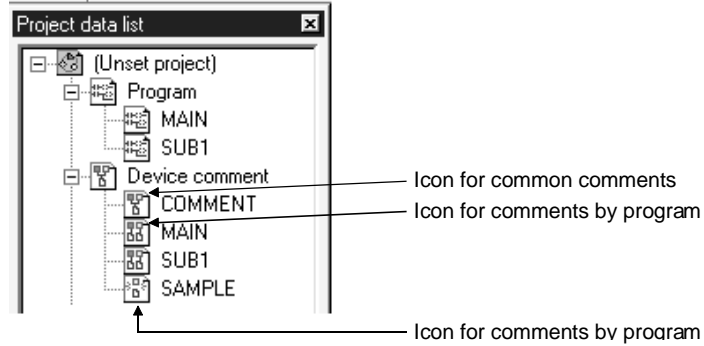 Project data list
(Unset project)
Program
MAIN
SUB1
Device comment
COMMENT
MAIN
SUB1
SAMPLE
Icon for common comments
Icon for comments by program
Icon for comments by program